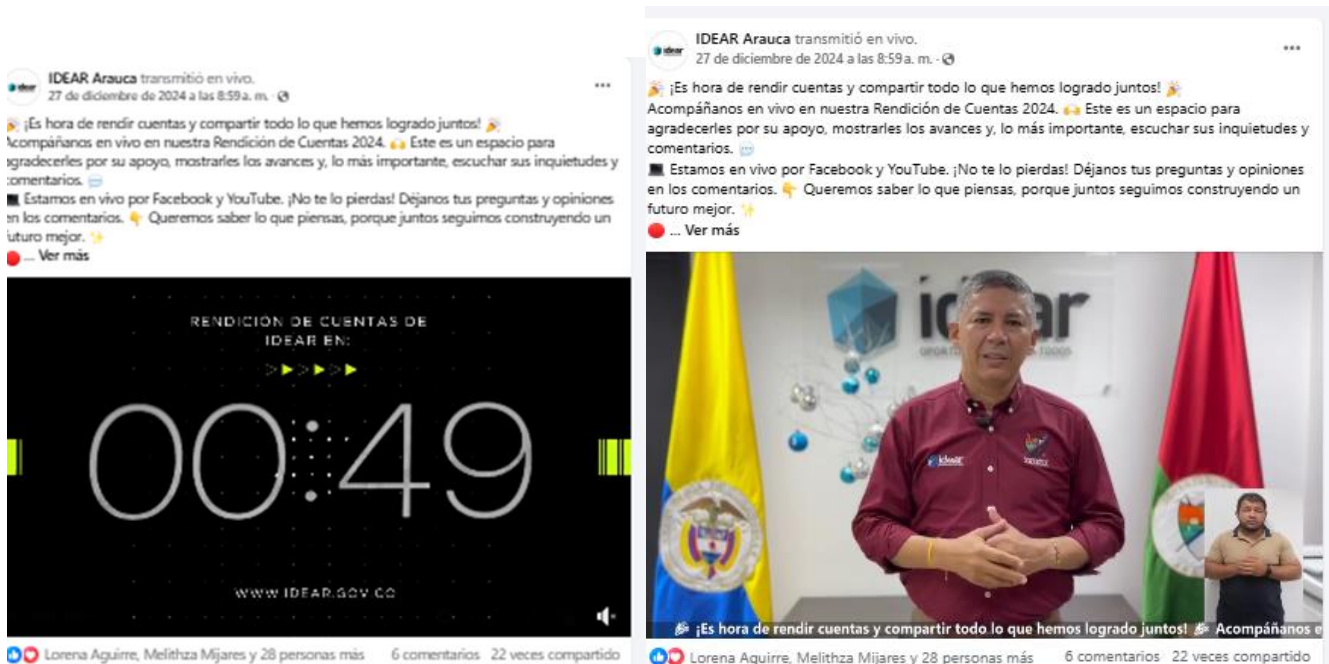 IDEAR Arauca transmitió en vivo.
27 de diciembre de 2024 a las 8:59 a. m. ·
🎉 ¡Es hora de rendir cuentas y compartir todo lo que hemos logrado juntos! 🎉
Acompáñanos en vivo en nuestra Rendición de Cuentas 2024. 🙌 Este es un espacio para
agradecerles por su apoyo, mostrarles los avances y, lo más importante, escuchar sus inquietudes y
comentarios. 💬
💻 Estamos en vivo por Facebook y YouTube. ¡No te lo pierdas! Déjanos tus preguntas y opiniones
en los comentarios. 👇 Queremos saber lo que piensas, porque juntos seguimos construyendo un
futuro mejor. ✨
🔴 ... Ver más
RENDICIÓN DE CUENTAS DE
IDEAR EN:
00:49
WWW.IDEAR.GOV.CO
Lorena Aguirre, Melithza Mijares y 28 personas más 6 comentarios 22 veces compartido
idear
IDEAR Arauca transmitió en vivo.
27 de diciembre de 2024 a las 8:59 a. m. ·
🎉 ¡Es hora de rendir cuentas y compartir todo lo que hemos logrado juntos! 🎉
Acompáñanos en vivo en nuestra Rendición de Cuentas 2024. 🙌 Este es un espacio para
agradecerles por su apoyo, mostrarles los avances y, lo más importante, escuchar sus inquietudes y
comentarios. 💬
💻 Estamos en vivo por Facebook y YouTube. ¡No te lo pierdas! Déjanos tus preguntas y opiniones
en los comentarios. 👇 Queremos saber lo que piensas, porque juntos seguimos construyendo un
futuro mejor. ✨
🔴 ... Ver más
idear
idear
🎉 ¡Es hora de rendir cuentas y compartir todo lo que hemos logrado juntos! 🎉 Acompáñanos e
Lorena Aguirre, Melithza Mijares y 28 personas más 6 comentarios 22 veces compartido